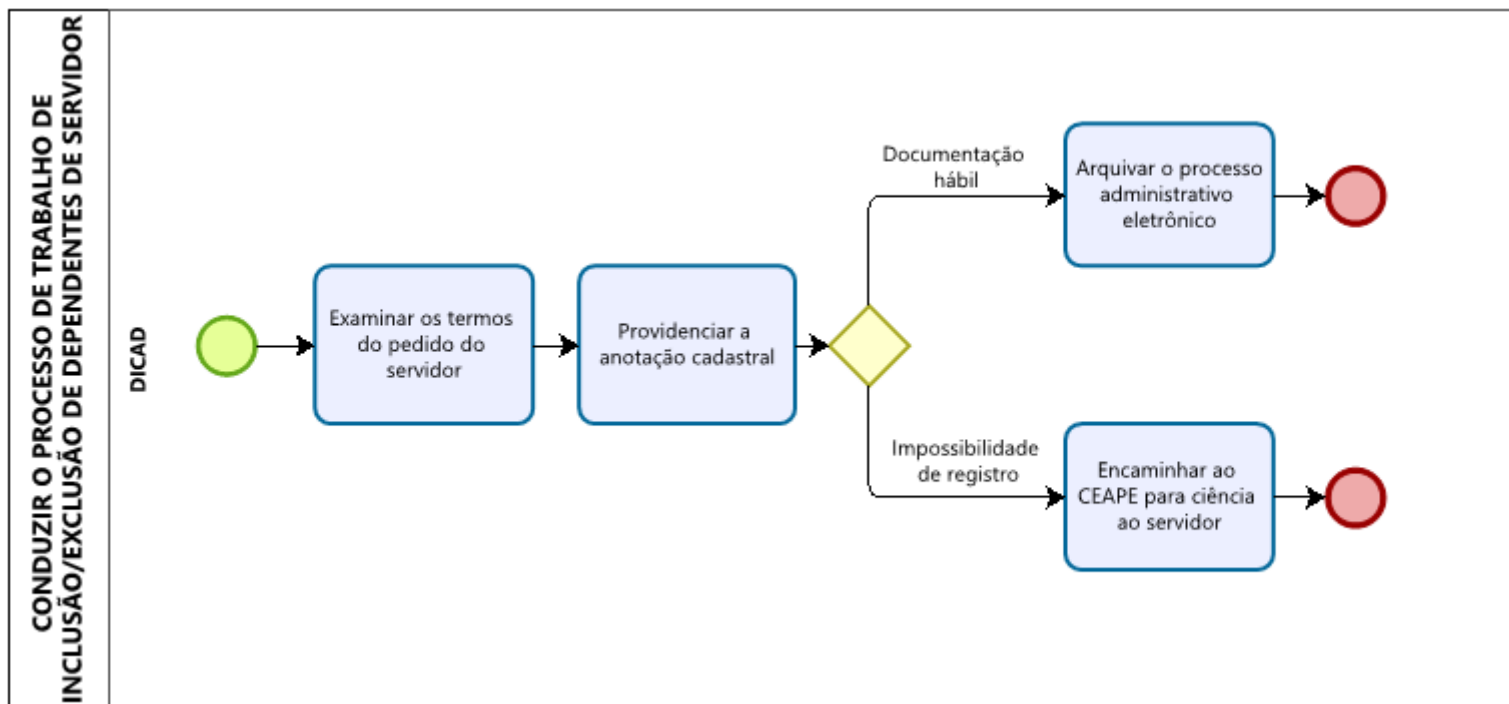 CONDUZIR O PROCESSO DE TRABALHO DE
INCLUSÃO/EXCLUSÃO DE DEPENDENTES DE SERVIDOR
DICAD
Examinar os termos
do pedido do
servidor
Providenciar a
anotação cadastral
Documentação
hábil
Arquivar o processo
administrativo
eletrônico
Impossibilidade
de registro
Encaminhar ao
CEAPE para ciência
ao servidor